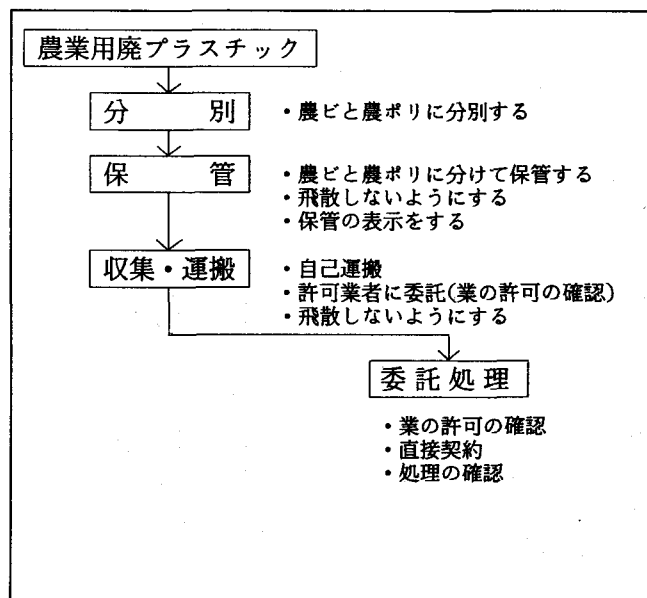 農業用廃プラスチック
分　　別
・農ビと農ポリに分別する
保　　管
・農ビと農ポリに分けて保管する
・飛散しないようにする
・保管の表示をする
収集・運搬
・自己運搬
・許可業者に委託(業の許可の確認)
・飛散しないようにする
委託処理
・業の許可の確認
・直接契約
・処理の確認